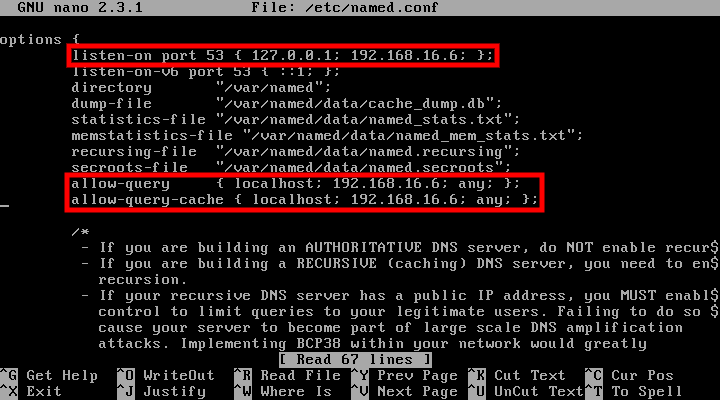 GNU nano 2.3.1 File: /etc/named.conf
options {
listen-on port 53 { 127.0.0.1; 192.168.16.6; };
listen-on-v6 port 53 { ::1; };
directory "/var/named";
dump-file "/var/named/data/cache_dump.db";
statistics-file "/var/named/data/named_stats.txt";
memstatistics-file "/var/named/data/named_mem_stats.txt";
recursing-file "/var/named/data/named.recursing";
secroots-file "/var/named/data/named.secroots";
allow-query { localhost; 192.168.16.6; any; };
allow-query-cache { localhost; 192.168.16.6; any; };
/*
- If you are building an AUTHORITATIVE DNS server, do NOT enable recur$
- If you are building a RECURSIVE (caching) DNS server, you need to en$
recursion.
- If your recursive DNS server has a public IP address, you MUST enabl$
control to limit queries to your legitimate users. Failing to do so $
cause your server to become part of large scale DNS amplification
attacks. Implementing BCP38 within your network would greatly
[ Read 67 lines ]
^G Get Help ^O WriteOut ^R Read File ^Y Prev Page ^K Cut Text ^C Cur Pos
^X Exit ^J Justify ^W Where Is ^V Next Page ^U UnCut Text ^T To Spell